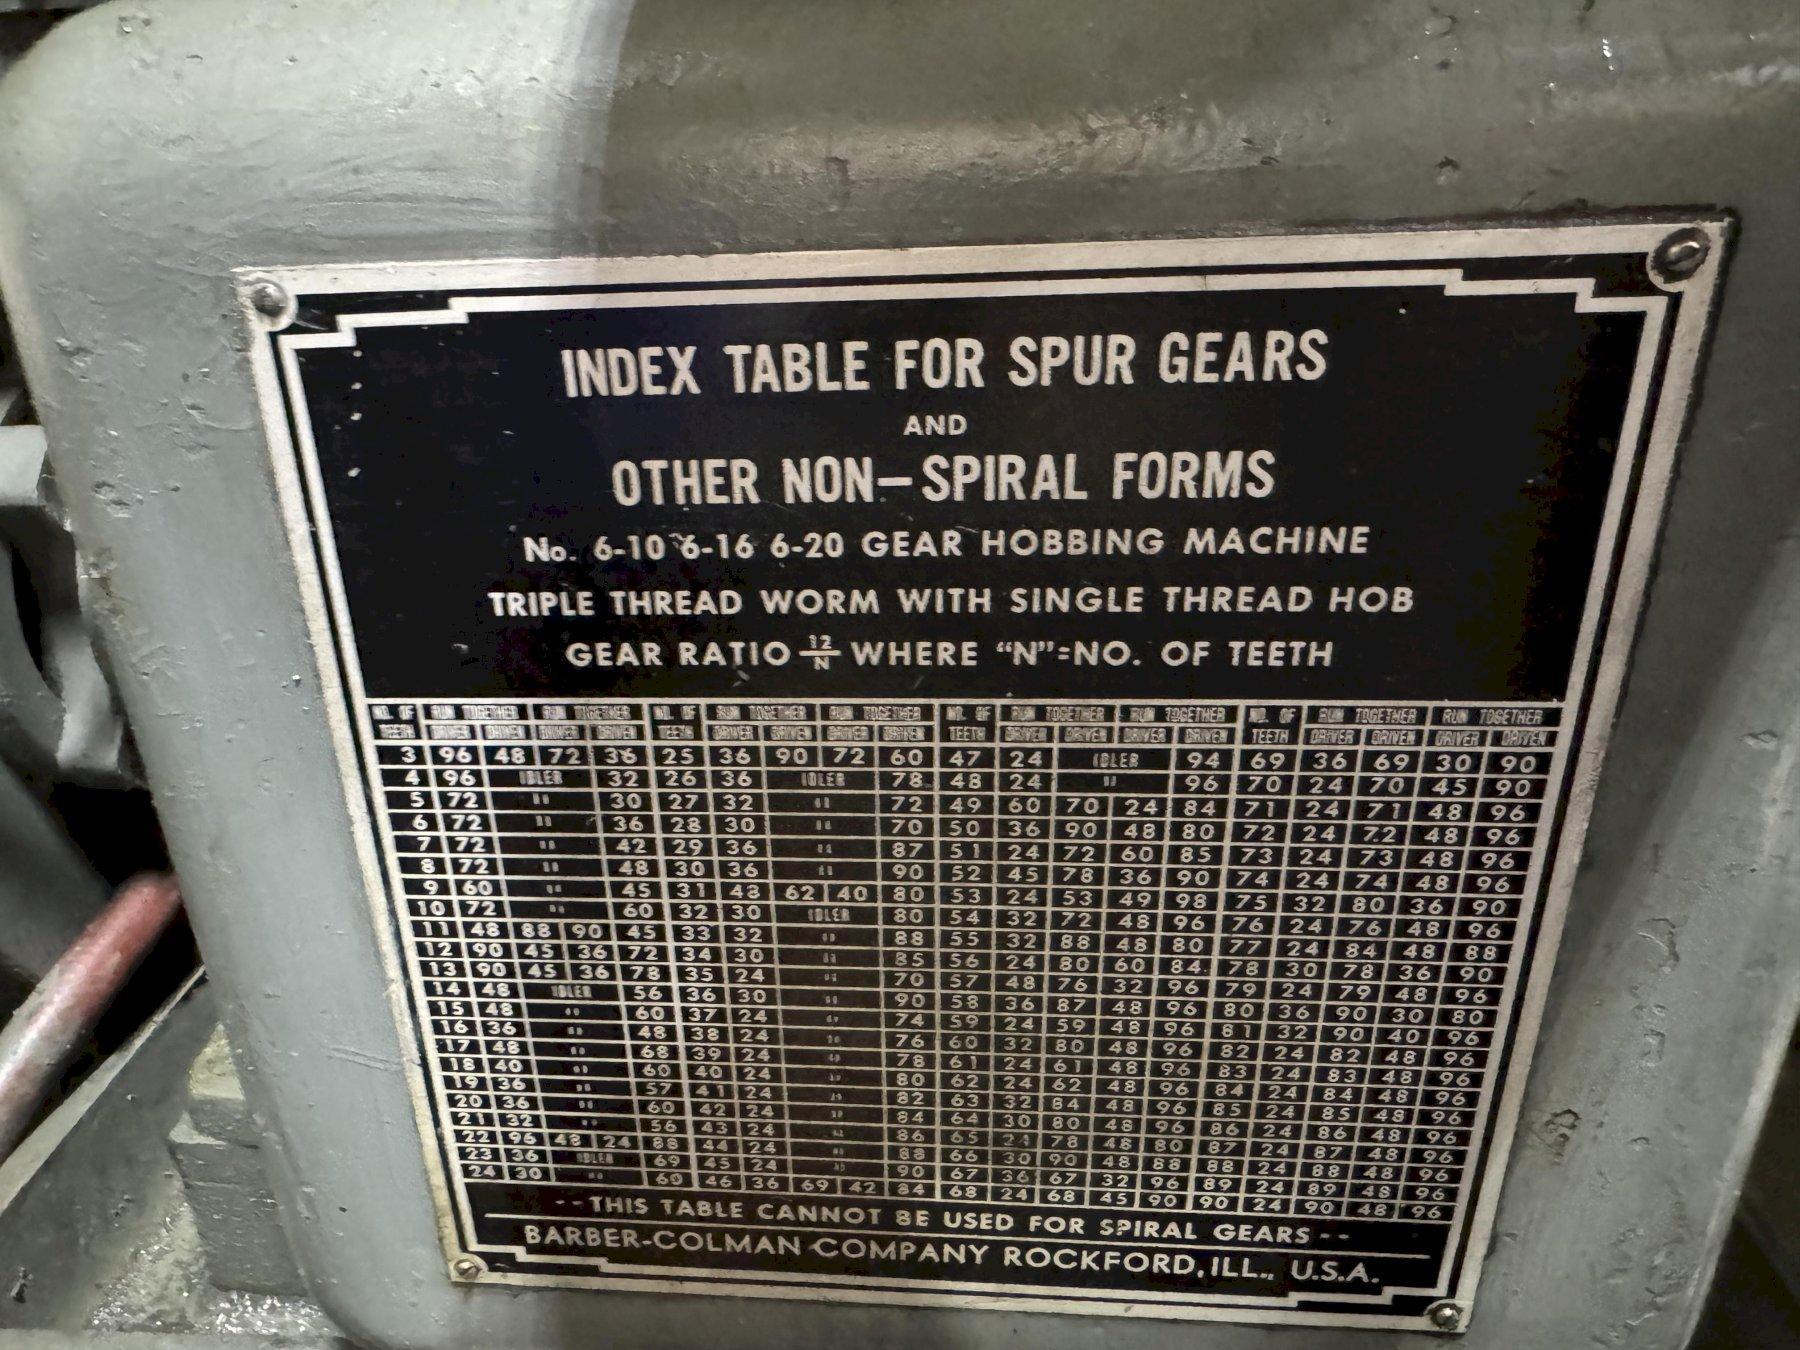 INDEX TABLE FOR SPUR GEARS
AND
OTHER NON-SPIRAL FORMS
No. 6-10 6-16 6-20 GEAR HOBBING MACHINE
TRIPLE THREAD WORM WITH SINGLE THREAD HOB
GEAR RATIO 12/N WHERE "N"=NO. OF TEETH
NO. OF RUN TOGETHER RUN TOGETHER NO. OF RUN TOGETHER RUN TOGETHER NO. OF RUN TOGETHER RUN TOGETHER NO. OF RUN TOGETHER RUN TOGETHER
TEETH DRIVER DRIVEN DRIVER DRIVEN TEETH DRIVER DRIVEN DRIVER DRIVEN TEETH DRIVER DRIVEN DRIVER DRIVEN TEETH DRIVER DRIVEN DRIVER DRIVEN
3 96 48 72 36 25 36 90 72 60 47 24 IDLER 94 69 36 69 30 90
4 96 IDLER 32 26 36 IDLER 78 48 24 " 96 70 24 70 45 90
5 72 " 30 27 32 " 72 49 60 70 24 84 71 24 71 48 96
6 72 " 36 28 30 " 70 50 36 90 48 80 72 24 72 48 96
7 72 " 42 29 36 " 87 51 24 72 60 85 73 24 73 48 96
8 72 " 48 30 36 " 90 52 45 78 36 90 74 24 74 48 96
9 60 " 45 31 48 62 40 80 53 24 53 49 98 75 32 80 36 90
10 72 " 60 32 30 IDLER 80 54 32 72 48 96 76 24 76 48 96
11 48 88 90 45 33 32 " 88 55 32 88 48 80 77 24 84 48 88
12 90 45 36 72 34 30 " 85 56 24 80 60 84 78 30 78 36 90
13 90 45 36 78 35 24 " 70 57 48 76 32 96 79 24 79 48 96
14 48 IDLER 56 36 30 " 90 58 36 87 48 96 80 36 90 30 80
15 48 " 60 37 24 " 74 59 24 59 48 96 81 32 90 40 96
16 36 " 48 38 24 " 76 60 32 80 48 96 82 24 82 48 96
17 48 " 68 39 24 " 78 61 24 61 48 96 83 24 83 48 96
18 40 " 60 40 24 " 80 62 24 62 48 96 84 24 84 48 96
19 36 " 57 41 24 " 82 63 32 84 48 96 85 24 85 48 96
20 36 " 60 42 24 " 84 64 30 80 48 96 86 24 86 48 96
21 32 " 56 43 24 " 86 65 24 78 48 80 87 24 87 48 96
22 96 48 24 88 44 24 " 88 66 30 90 48 88 88 24 88 48 96
23 36 IDLER 69 45 24 " 90 67 36 67 32 96 89 24 89 48 96
24 30 " 60 46 36 69 42 84 68 24 68 45 90 90 24 90 48 96
--THIS TABLE CANNOT BE USED FOR SPIRAL GEARS--
BARBER-COLMAN COMPANY ROCKFORD, ILL., U.S.A.